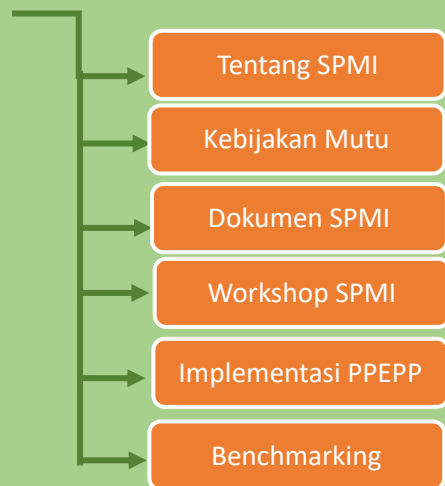 Tentang SPMI
Kebijakan Mutu
Dokumen SPMI
Workshop SPMI
Implementasi PPEPP
Benchmarking